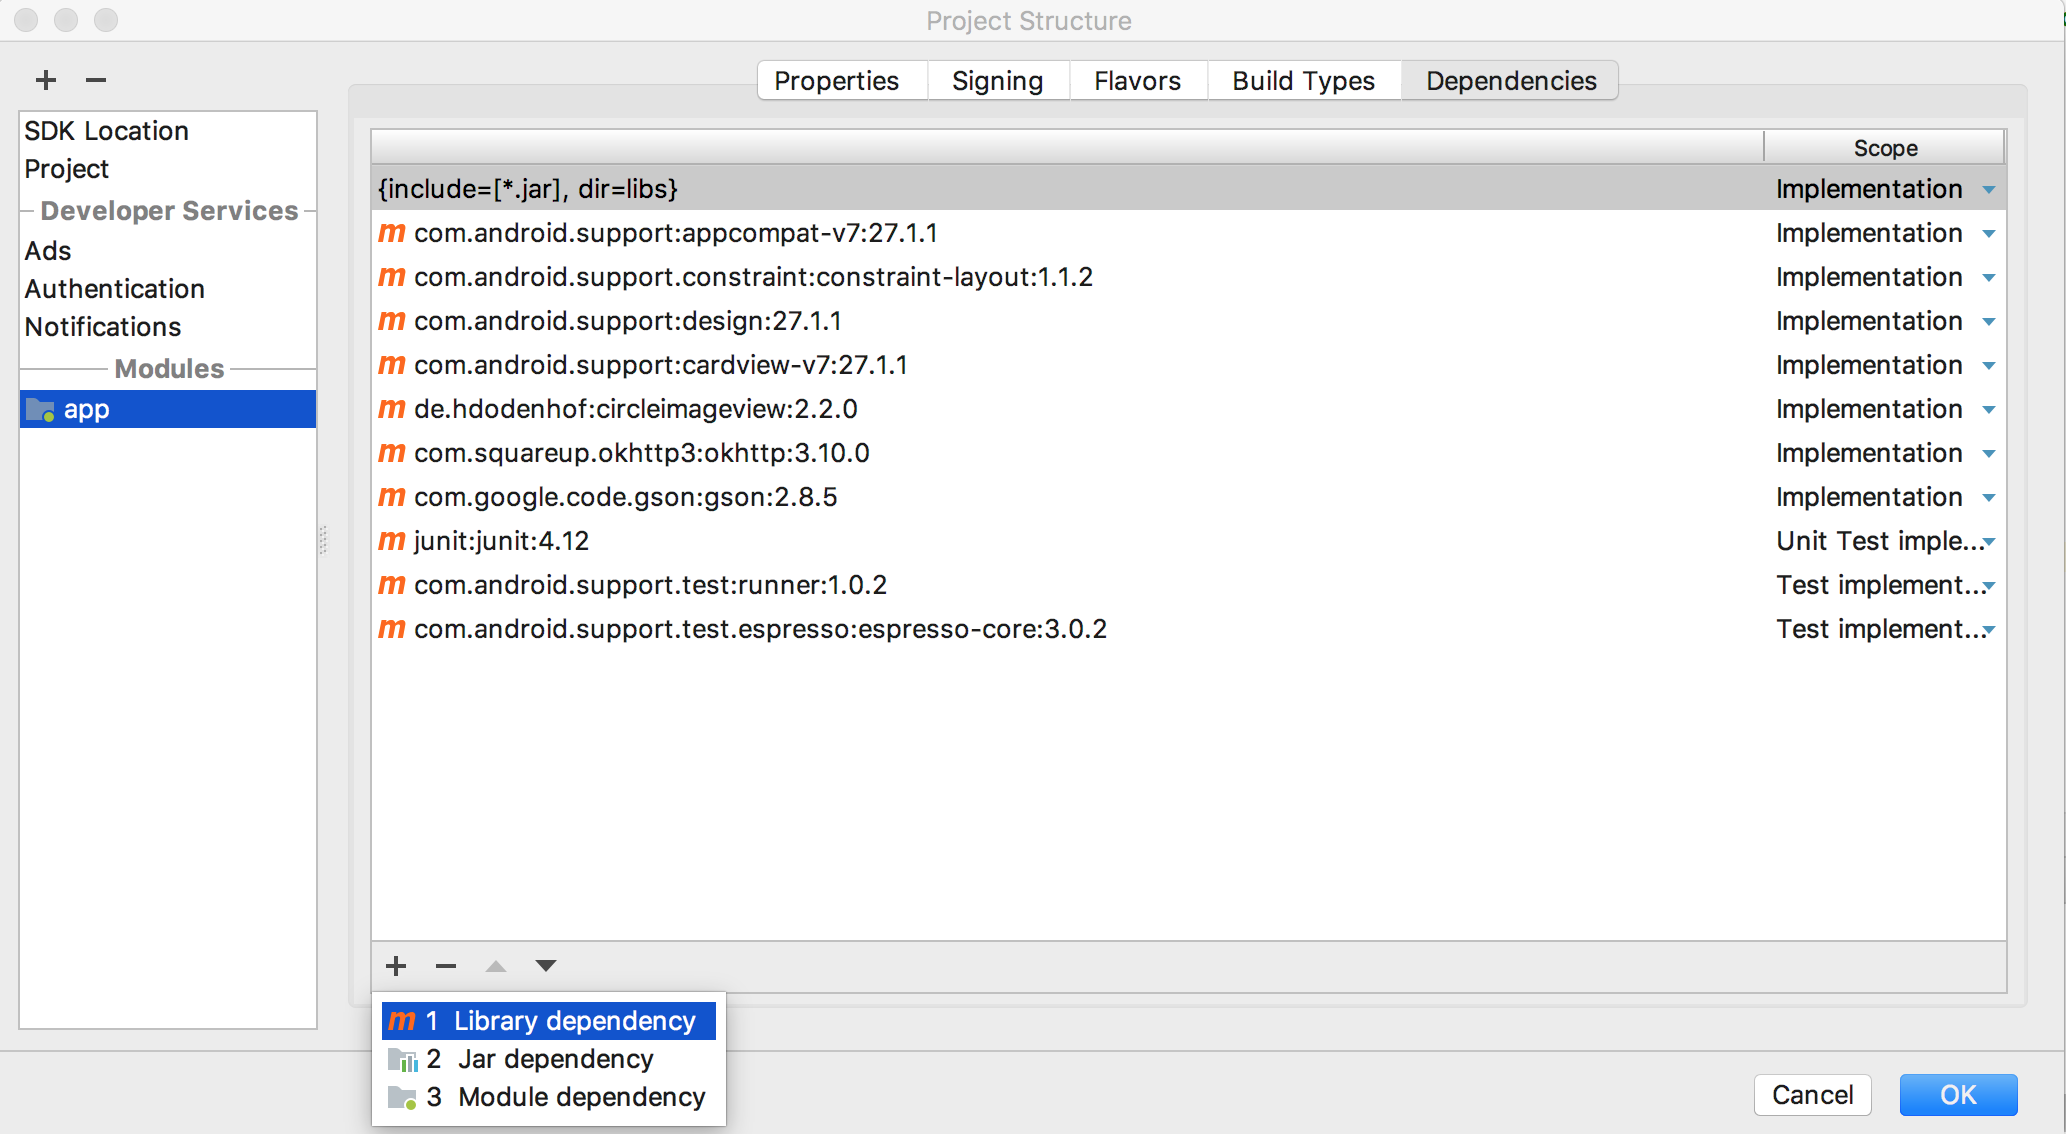 Project Structure
Properties Signing Flavors Build Types Dependencies
SDK Location
Project
Developer Services
Ads
Authentication
Notifications
Modules
app
Scope
{include=[*.jar], dir=libs} Implementation
m com.android.support:appcompat-v7:27.1.1 Implementation
m com.android.support.constraint:constraint-layout:1.1.2 Implementation
m com.android.support:design:27.1.1 Implementation
m com.android.support:cardview-v7:27.1.1 Implementation
m de.hdodenhof:circleimageview:2.2.0 Implementation
m com.squareup.okhttp3:okhttp:3.10.0 Implementation
m com.google.code.gson:gson:2.8.5 Implementation
m junit:junit:4.12 Unit Test imple...
m com.android.support.test:runner:1.0.2 Test implement...
m com.android.support.test.espresso:espresso-core:3.0.2 Test implement...
m 1 Library dependency
2 Jar dependency
3 Module dependency
Cancel OK